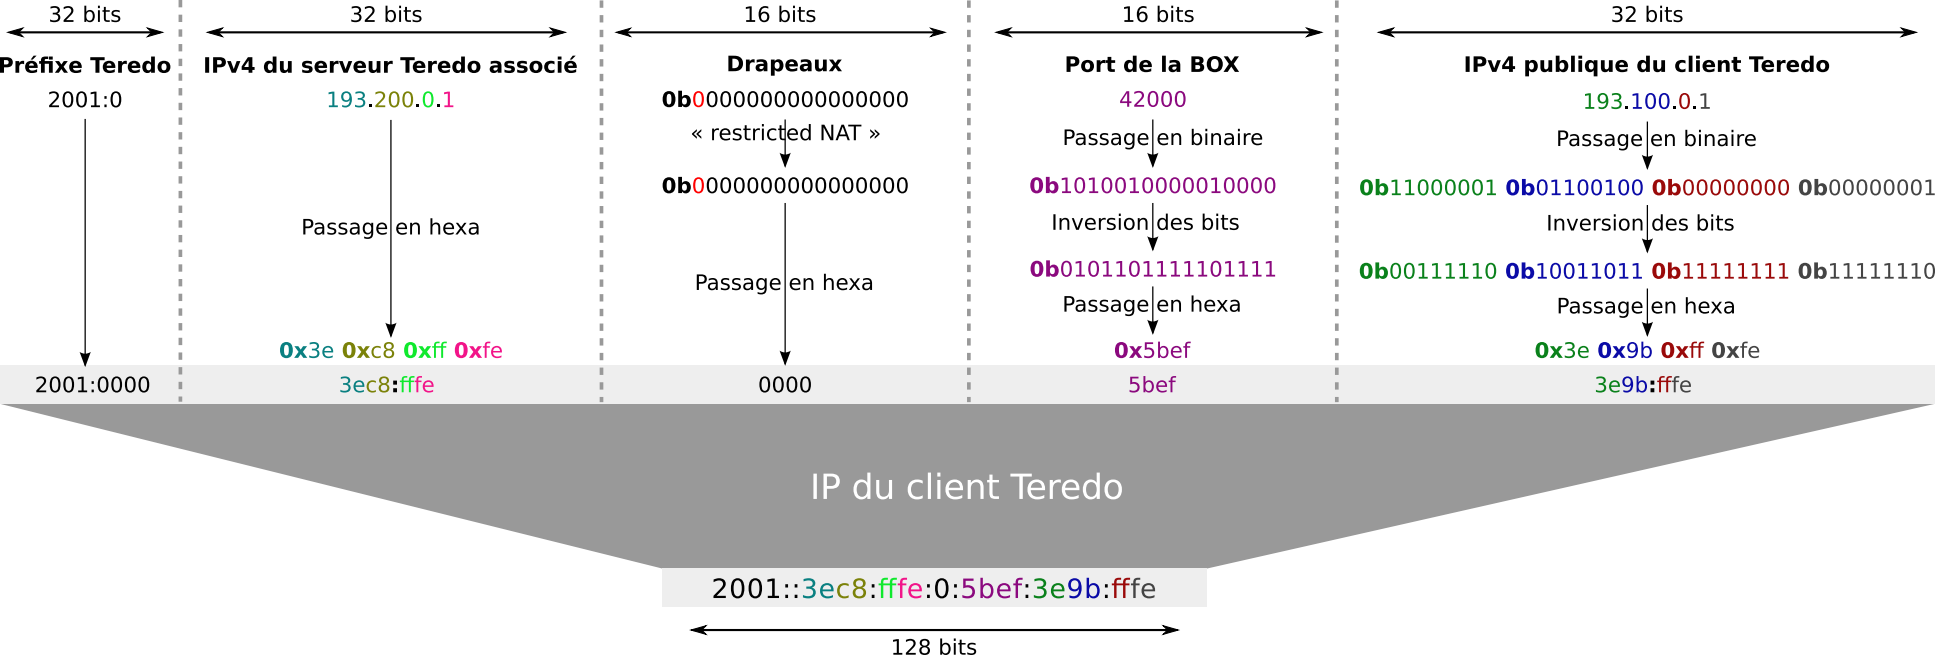 32 bits
32 bits
16 bits
16 bits
32 bits
Préfixe Teredo
IPv4 du serveur Teredo associé
Drapeaux
Port de la BOX
IPv4 publique du client Teredo
2001:0
193.200.0.1
0b0000000000000000
42000
193.100.0.1
« restricted NAT »
Passage en binaire
Passage en binaire
0b0000000000000000
0b1010010000010000
0b11000001 0b01100100 0b00000000 0b00000001
Passage en hexa
Inversion des bits
Inversion des bits
0b0101101111101111
0b00111110 0b10011011 0b11111111 0b11111110
Passage en hexa
Passage en hexa
Passage en hexa
0x3e 0xc8 0xff 0xfe
0x5bef
0x3e 0x9b 0xff 0xfe
2001:0000
3ec8:fffe
0000
5bef
3e9b:fffe
IP du client Teredo
2001::3ec8:fffe:0:5bef:3e9b:fffe
128 bits